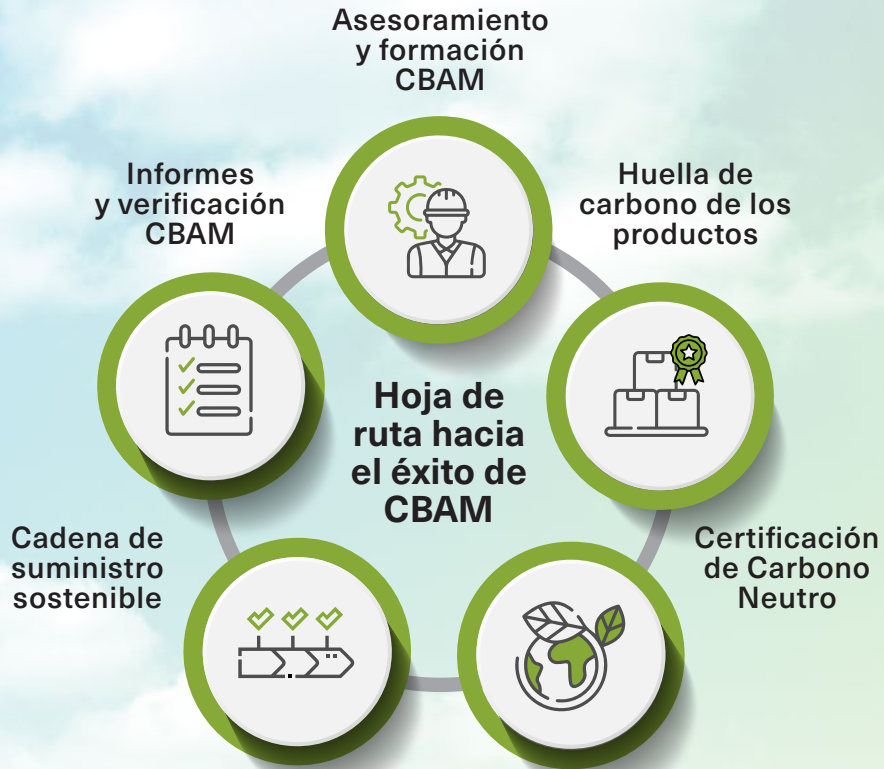 Asesoramiento
y formación
CBAM
Informes
y verificación
CBAM
Huella de
carbono de los
productos
Hoja de
ruta hacia
el éxito de
CBAM
Cadena de
suministro
sostenible
Certificación
de Carbono
Neutro